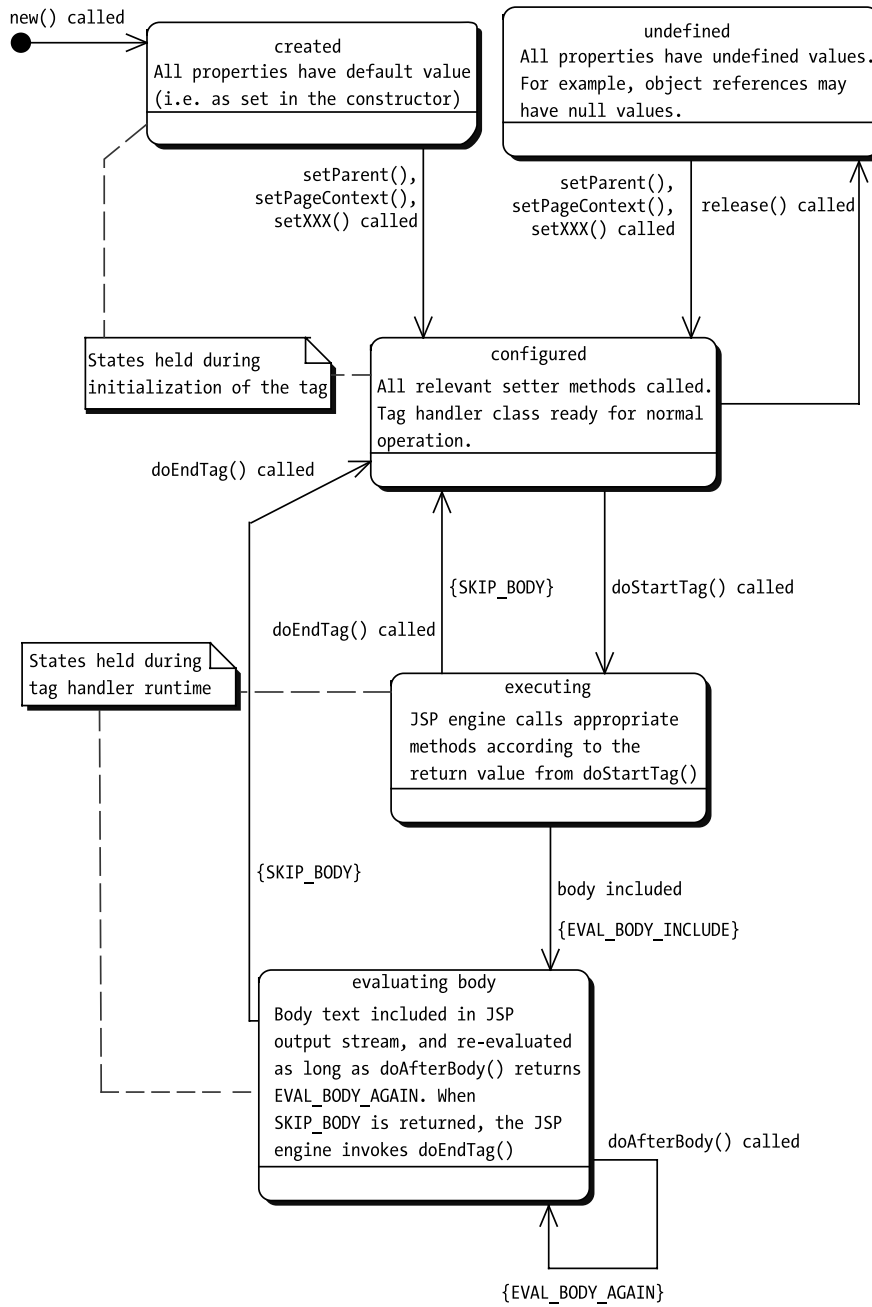 new() called
created
All properties have default value
(i.e. as set in the constructor)
undefined
All properties have undefined values.
For example, object references may
have null values.
setParent(),
setPageContext(),
setXXX() called
setParent(),
setPageContext(),
setXXX() called
release() called
States held during
initialization of the tag
configured
All relevant setter methods called.
Tag handler class ready for normal
operation.
doEndTag() called
{SKIP_BODY}
doStartTag() called
doEndTag() called
States held during
tag handler runtime
executing
JSP engine calls appropriate
methods according to the
return value from doStartTag()
{SKIP_BODY}
body included
{EVAL_BODY_INCLUDE}
evaluating body
Body text included in JSP
output stream, and re-evaluated
as long as doAfterBody() returns
EVAL_BODY_AGAIN. When
SKIP_BODY is returned, the JSP
engine invokes doEndTag()
doAfterBody() called
{EVAL_BODY_AGAIN}